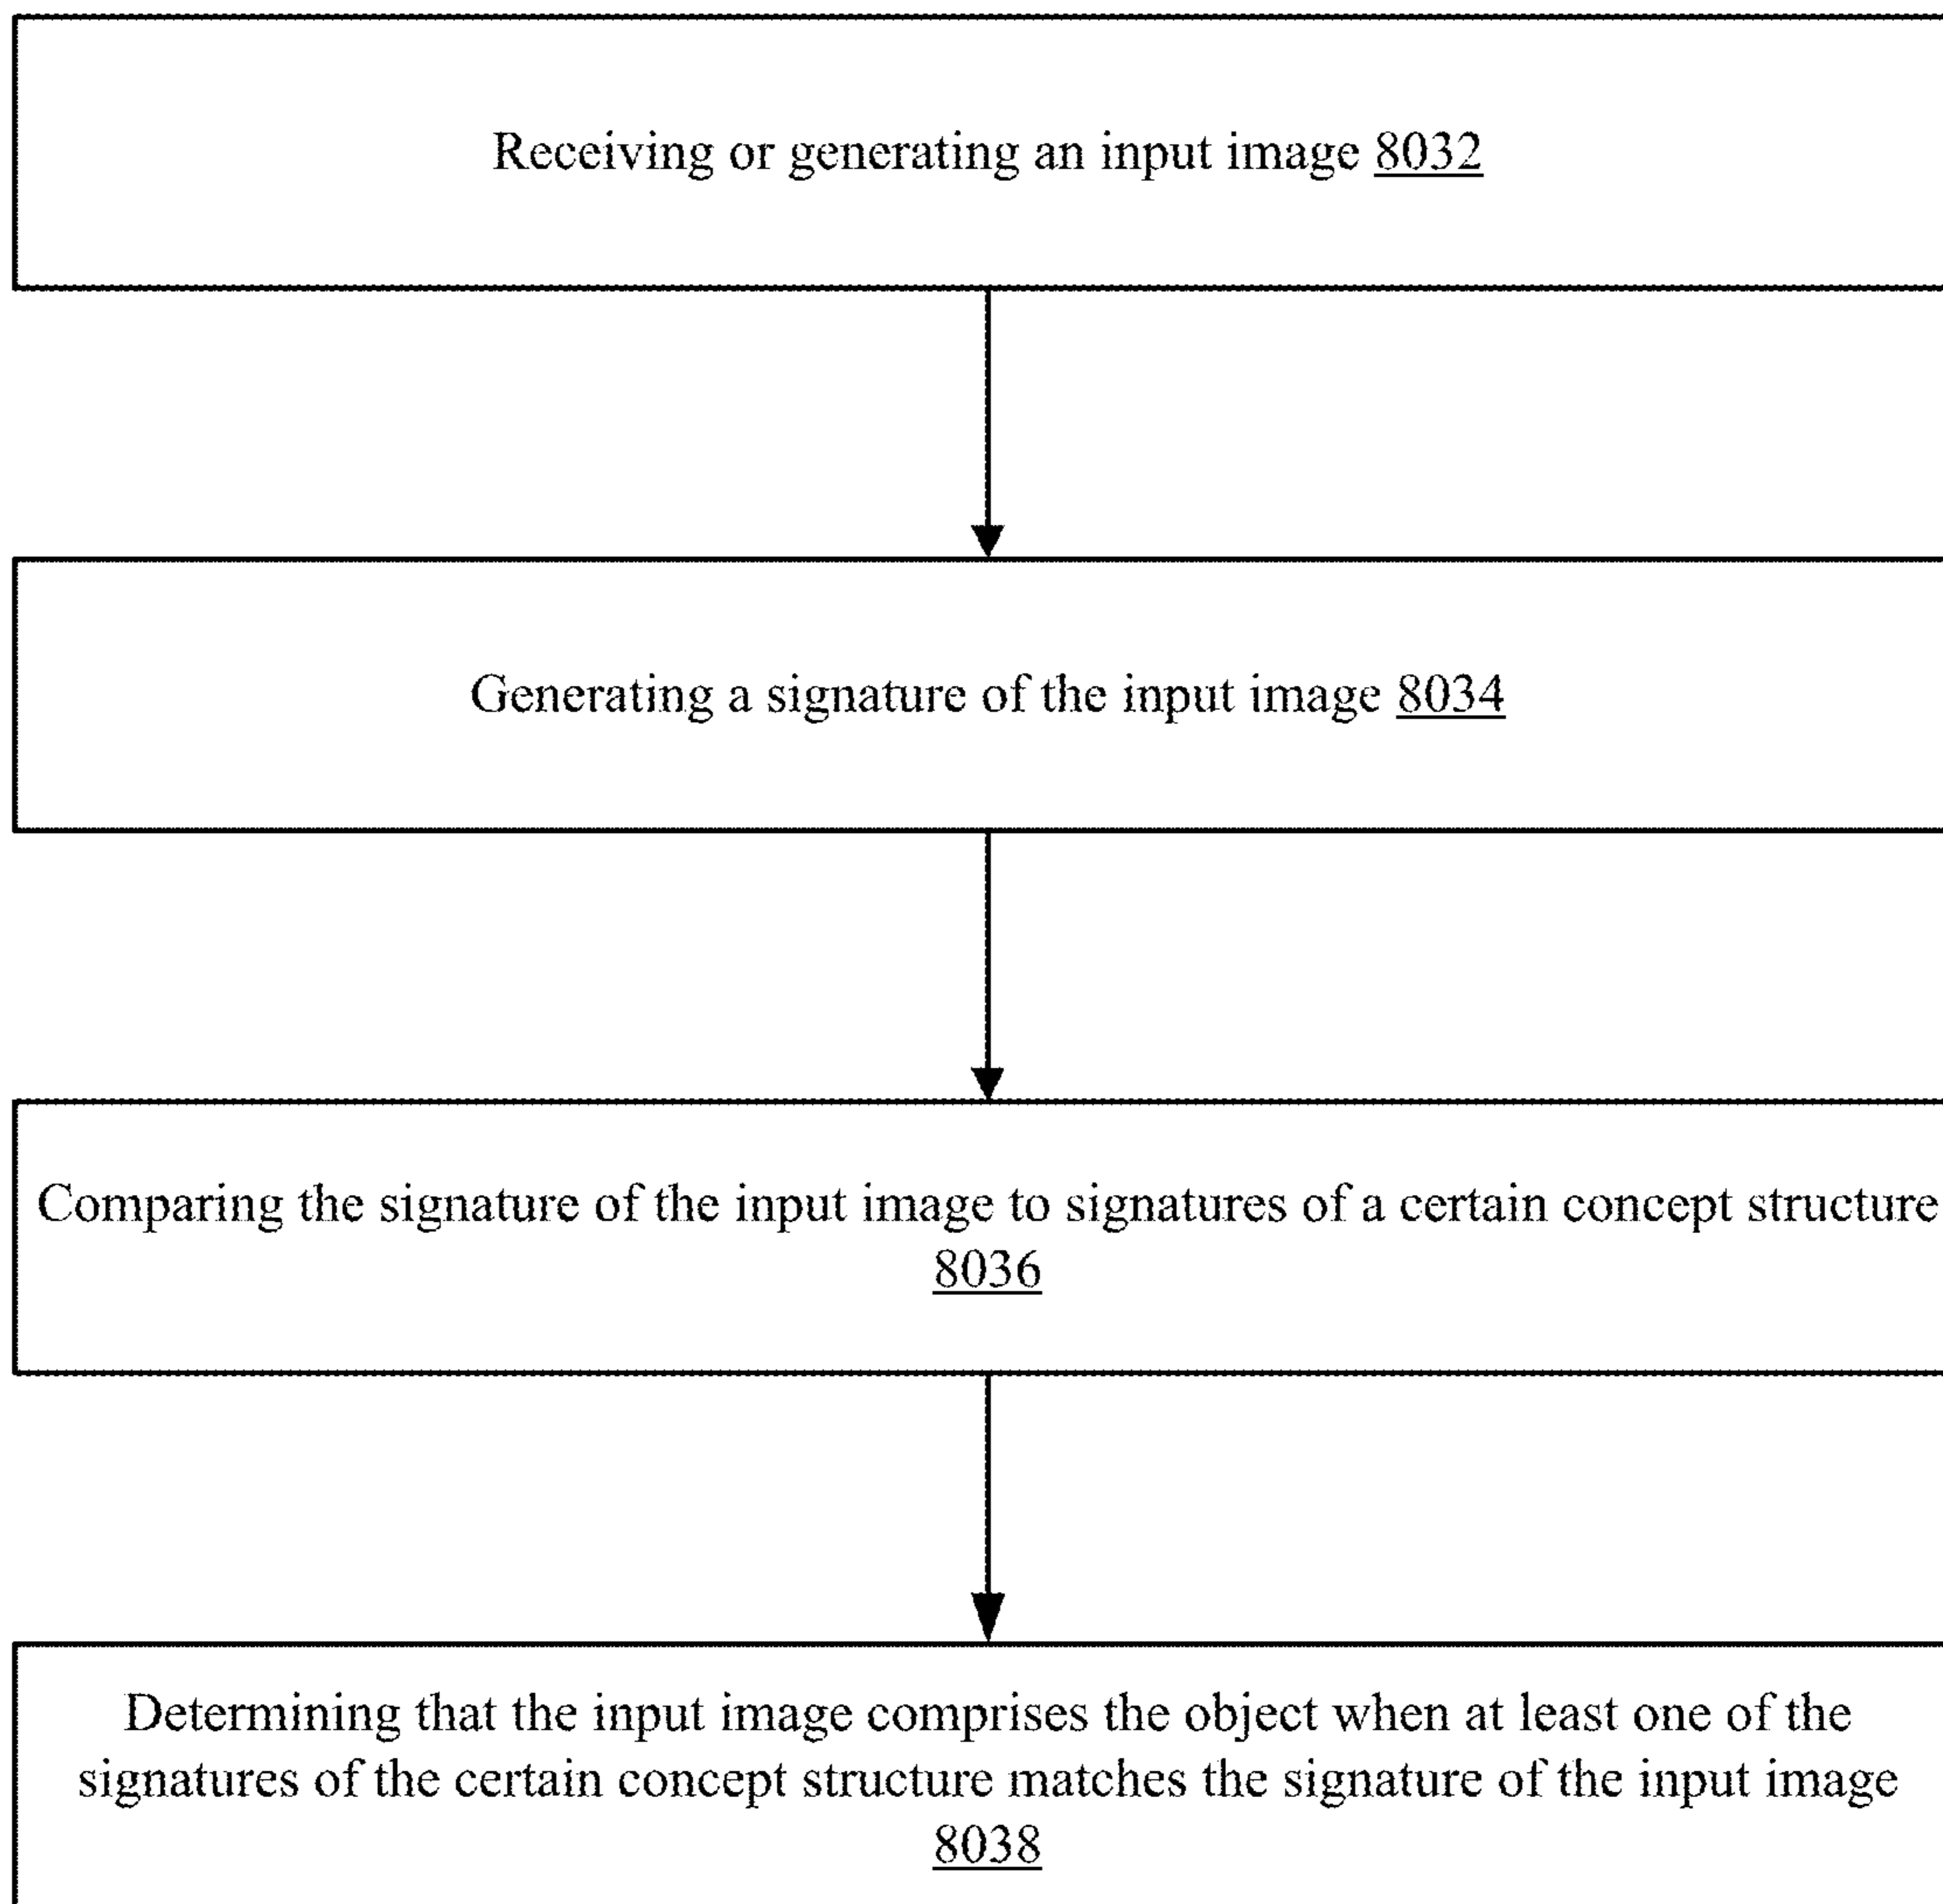 Receiving or generating an input image 8032
Generating a signature of the input image 8034
Comparing the signature of the input image to signatures of a certain concept structure
8036
Determining that the input image comprises the object when at least one of the
signatures of the certain concept structure matches the signature of the input image
8038